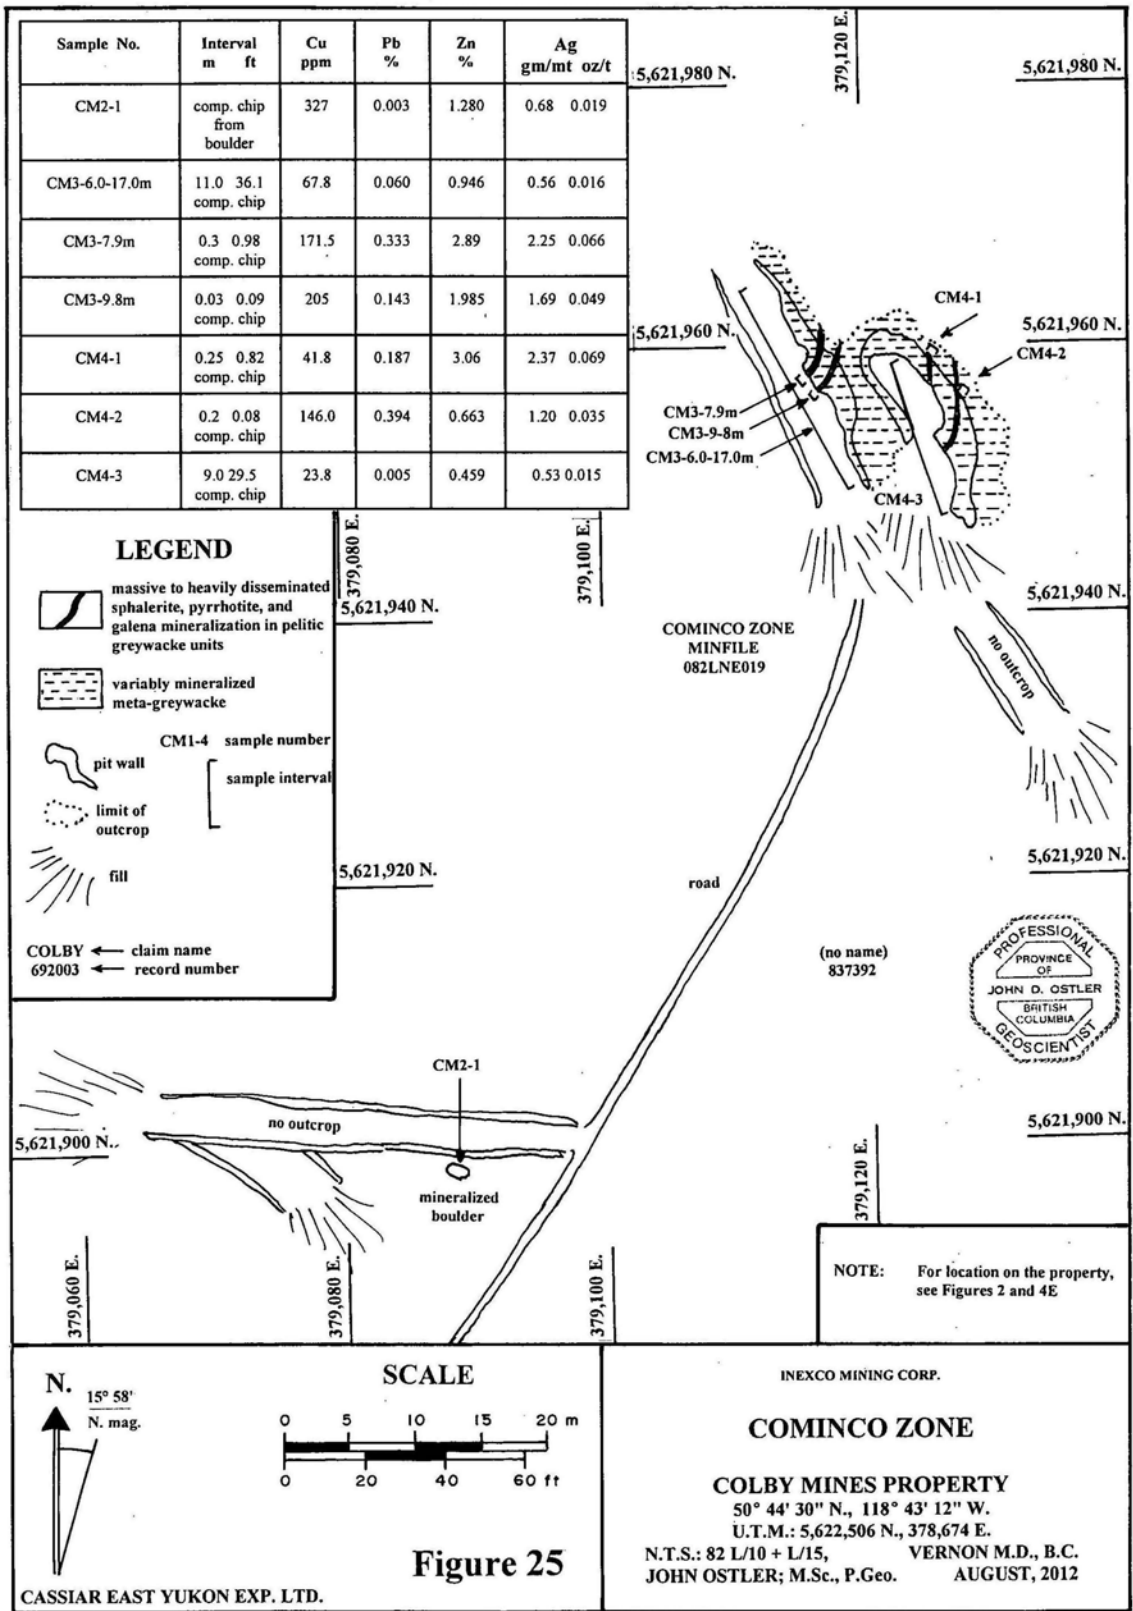 Sample No. Interval m ft Cu ppm Pb % Zn % Ag gm/mt oz/t
CM2-1 comp. chip from boulder 327 0.003 1.280 0.68 0.019
CM3-6.0-17.0m 11.0 36.1 comp. chip 67.8 0.060 0.946 0.56 0.016
CM3-7.9m 0.3 0.98 comp. chip 171.5 0.333 2.89 2.25 0.066
CM3-9.8m 0.03 0.09 comp. chip 205 0.143 1.985 1.69 0.049
CM4-1 0.25 0.82 comp. chip 41.8 0.187 3.06 2.37 0.069
CM4-2 0.2 0.08 comp. chip 146.0 0.394 0.663 1.20 0.035
CM4-3 9.0 29.5 comp. chip 23.8 0.005 0.459 0.53 0.015
379,120 E.
5,621,980 N.
5,621,980 N.
5,621,960 N.
5,621,960 N.
CM4-1
CM4-2
CM3-7.9m
CM3-9-8m
CM3-6.0-17.0m
CM4-3
379,080 E.
379,100 E.
5,621,940 N.
5,621,940 N.
LEGEND
massive to heavily disseminated
sphalerite, pyrrhotite, and
galena mineralization in pelitic
greywacke units
variably mineralized
meta-greywacke
CM1-4 sample number
pit wall
sample interval
limit of
outcrop
fill
COLBY claim name
692003 record number
COMINCO ZONE
MINFILE
082LNE019
no outcrop
5,621,920 N.
5,621,920 N.
road
(no name)
837392
PROFESSIONAL
PROVINCE
OF
JOHN D. OSTLER
BRITISH
COLUMBIA
GEOSCIENTIST
CM2-1
no outcrop
5,621,900 N.
5,621,900 N.
mineralized
boulder
379,120 E.
379,060 E.
379,080 E.
379,100 E.
NOTE: For location on the property,
see Figures 2 and 4E
N.
15° 58'
N. mag.
SCALE
0 5 10 15 20 m
0 20 40 60 ft
Figure 25
CASSIAR EAST YUKON EXP. LTD.
INEXCO MINING CORP.
COMINCO ZONE
COLBY MINES PROPERTY
50° 44' 30" N., 118° 43' 12" W.
U.T.M.: 5,622,506 N., 378,674 E.
N.T.S.: 82 L/10 + L/15, VERNON M.D., B.C.
JOHN OSTLER; M.Sc., P.Geo. AUGUST, 2012